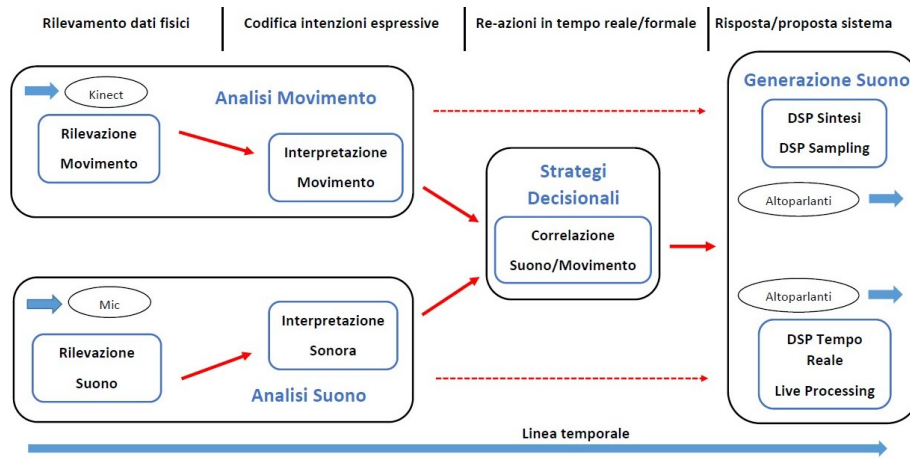 Rilevamento dati fisici
Codifica intenzioni espressive
Re-azioni in tempo reale/formale
Risposta/proposta sistema
Kinect
Analisi Movimento
Rilevazione
Movimento
Interpretazione
Movimento
Strategi
Decisionali
Correlazione
Suono/Movimento
Generazione Suono
DSP Sintesi
DSP Sampling
Altoparlanti
Mic
Rilevazione
Suono
Interpretazione
Sonora
Analisi Suono
Altoparlanti
DSP Tempo
Reale
Live Processing
Linea temporale